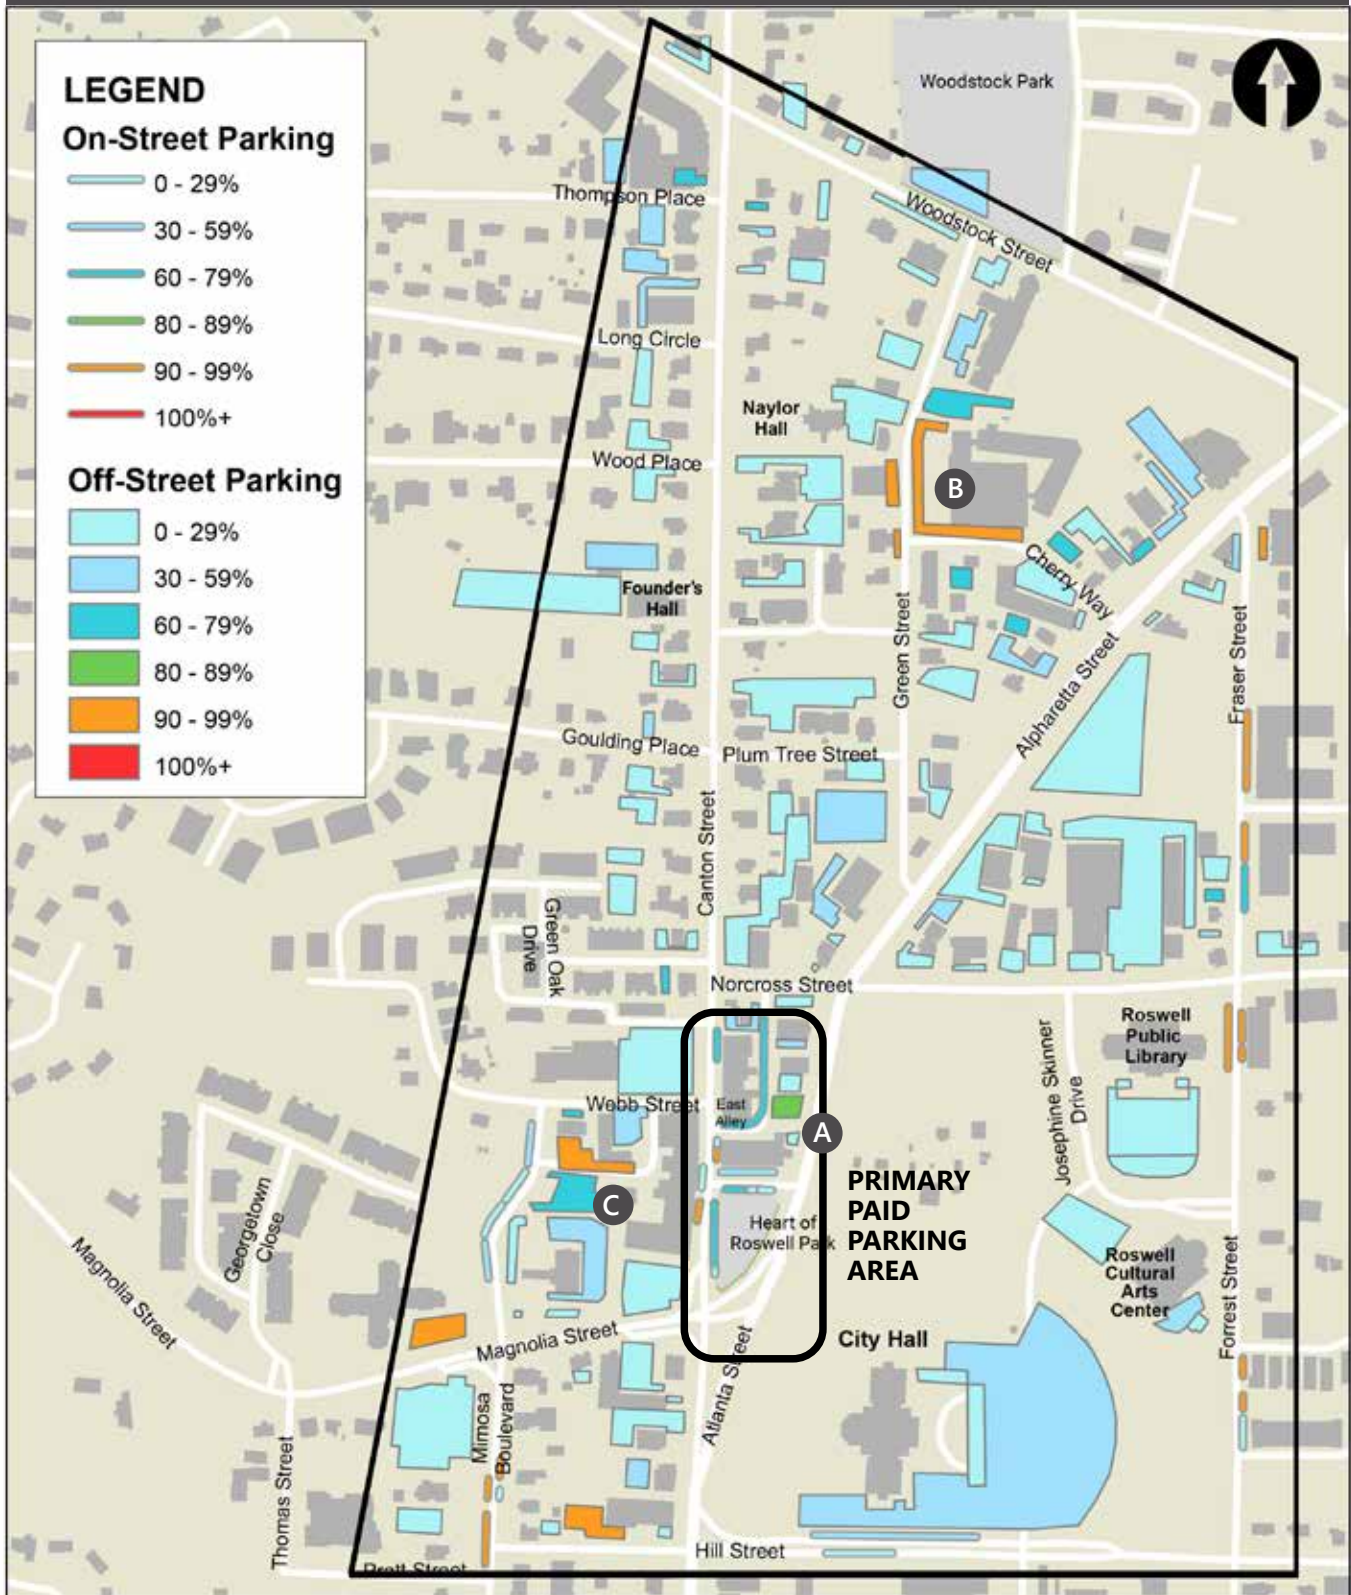 LEGEND
On-Street Parking
0 - 29%
30 - 59%
60 - 79%
80 - 89%
90 - 99%
100%+
Off-Street Parking
0 - 29%
30 - 59%
60 - 79%
80 - 89%
90 - 99%
100%+
Woodstock Park
Thompson Place
Woodstock Street
Long Circle
Naylor
Hall
Wood Place
B
Cherry Way
Founder's
Hall
Green Street
Fraser Street
Alpharetta Street
Goulding Place
Plum Tree Street
Canton Street
Green Oak
Drive
Norcross Street
Roswell
Public
Library
Josephine Skinner
Drive
Webb Street
East
Alley
A
PRIMARY
PAID
PARKING
AREA
C
Heart of
Roswell Park
Georgetown
Close
Magnolia Street
Roswell
Cultural
Arts
Center
Forrest Street
Magnolia Street
City Hall
Atlanta Street
Mimosa
Boulevard
Thomas Street
Hill Street
Pratt Street